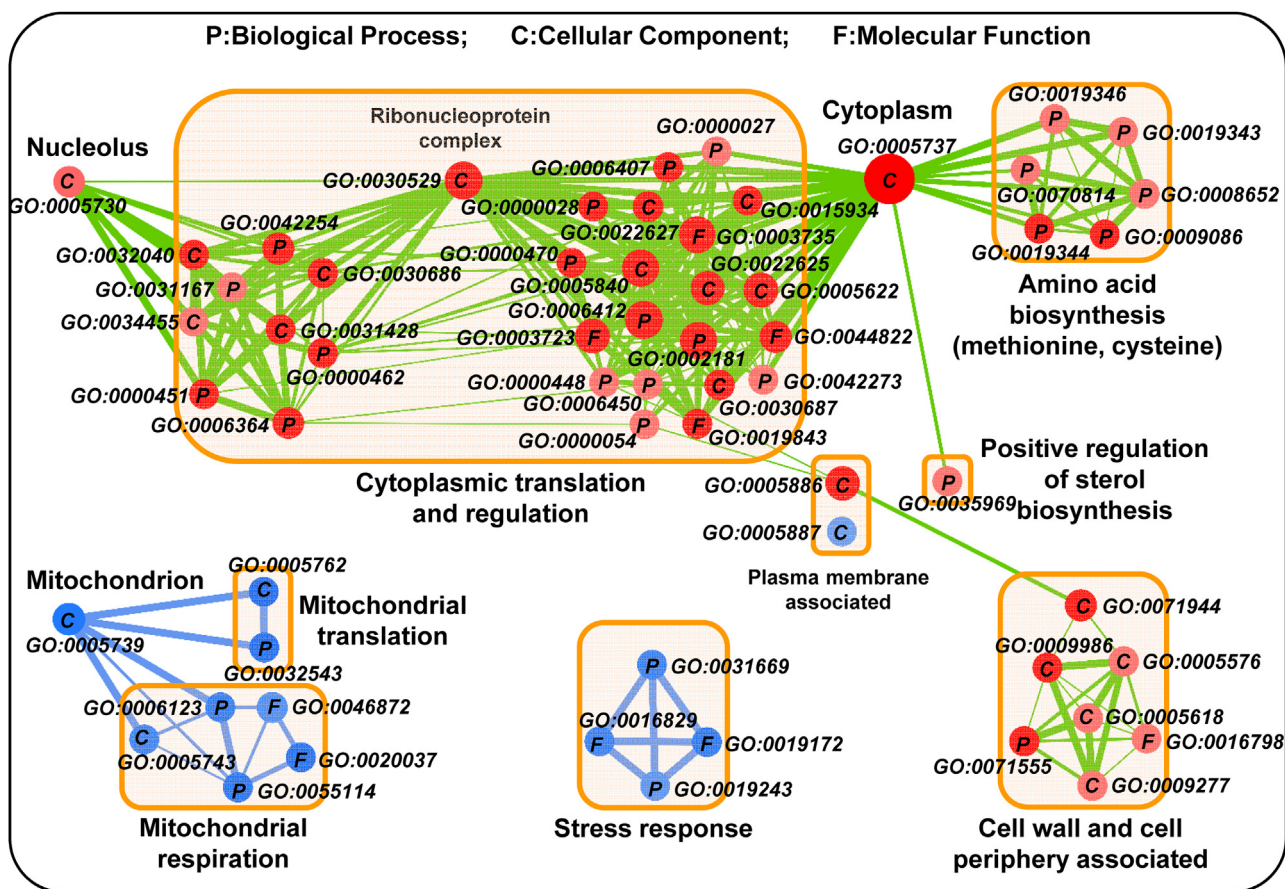 P:Biological Process; C:Cellular Component; F:Molecular Function
Nucleolus
C
GO:0005730
Ribonucleoprotein
complex
GO:0030529
C
GO:0042254
P
GO:0032040
C
C
GO:0030686
GO:0031167
P
GO:0034455
C
C
GO:0031428
P
GO:0000462
GO:0000451
P
GO:0006364
P
GO:0000027
P
GO:0006407
P
GO:0000028
P
C
C
GO:0015934
GO:0022627
F
GO:0003735
GO:0000470
P
C
GO:0022625
GO:0005840
C
C
GO:0005622
GO:0006412
P
GO:0003723
F
P
F
GO:0044822
GO:0002181
GO:0000448
P
P
C
P
GO:0042273
GO:0006450
GO:0030687
GO:0000054
P
F
GO:0019843
Cytoplasmic translation
and regulation
Cytoplasm
GO:0005737
C
GO:0019346
P
P
GO:0019343
P
GO:0070814
P
GO:0008652
P
P
GO:0009086
GO:0019344
Amino acid
biosynthesis
(methionine, cysteine)
GO:0005886
C
GO:0005887
C
Plasma membrane
associated
P
GO:0035969
Positive regulation
of sterol
biosynthesis
Mitochondrion
C
GO:0005739
GO:0005762
C
P
GO:0032543
Mitochondrial
translation
GO:0006123
P
F
GO:0046872
C
GO:0005743
F
GO:0020037
P
GO:0055114
Mitochondrial
respiration
P
GO:0031669
GO:0016829
F
F
GO:0019172
P
GO:0019243
Stress response
C
GO:0071944
GO:0009986
C
C
GO:0005576
C
GO:0005618
P
F
GO:0016798
GO:0071555
C
GO:0009277
Cell wall and cell
periphery associated